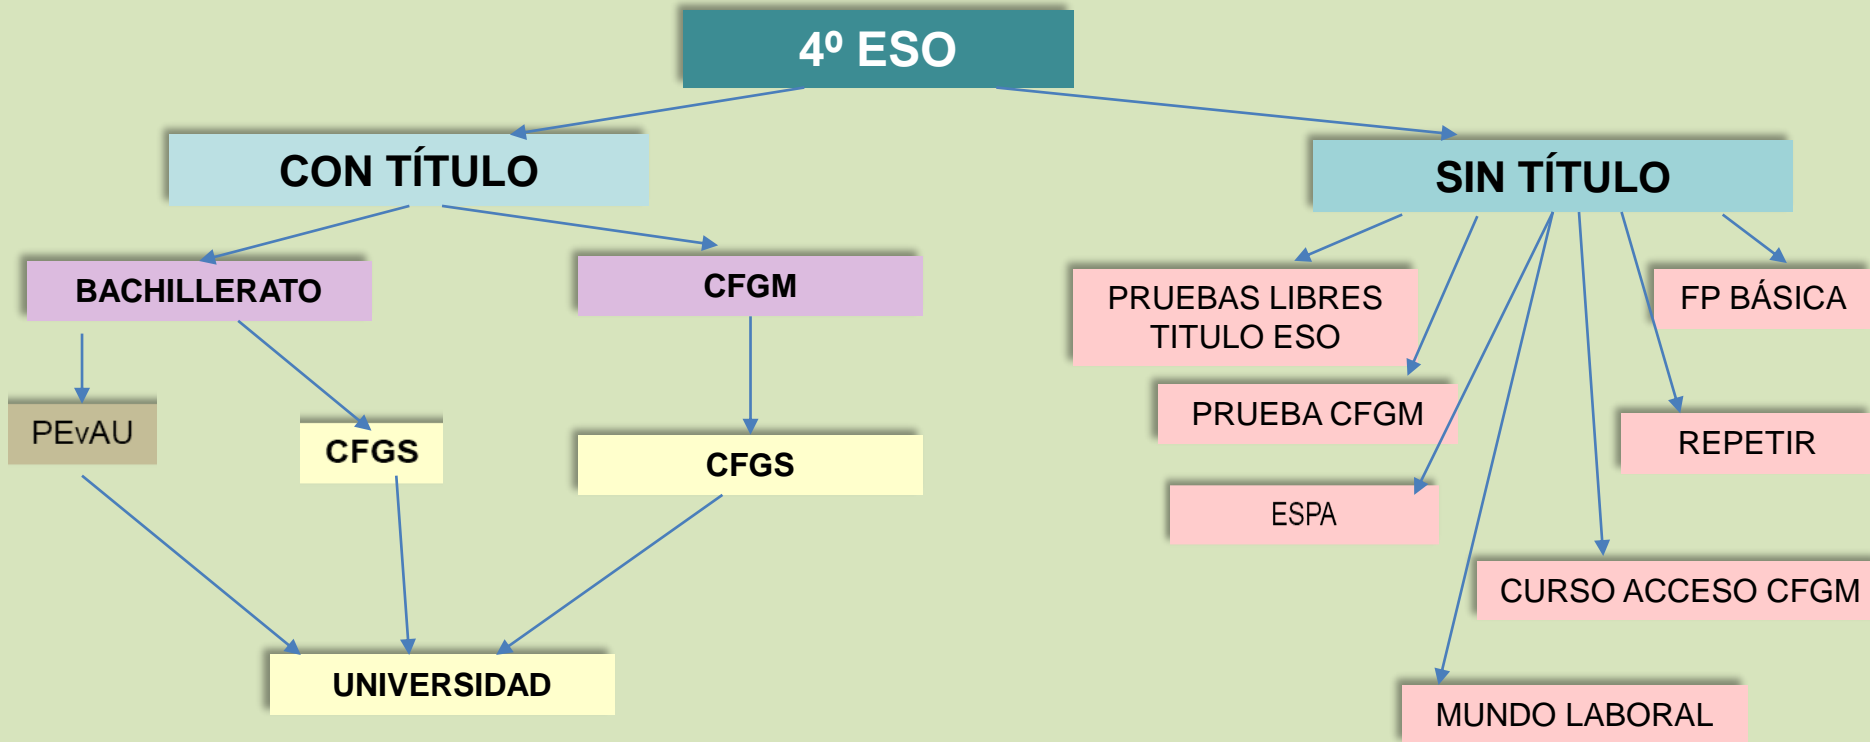 4º ESO
CON TÍTULO
SIN TÍTULO
BACHILLERATO
CFGM
PRUEBAS LIBRES
TITULO ESO
FP BÁSICA
PRUEBA CFGM
PEvAU
CFGS
CFGS
REPETIR
ESPA
CURSO ACCESO CFGM
UNIVERSIDAD
MUNDO LABORAL